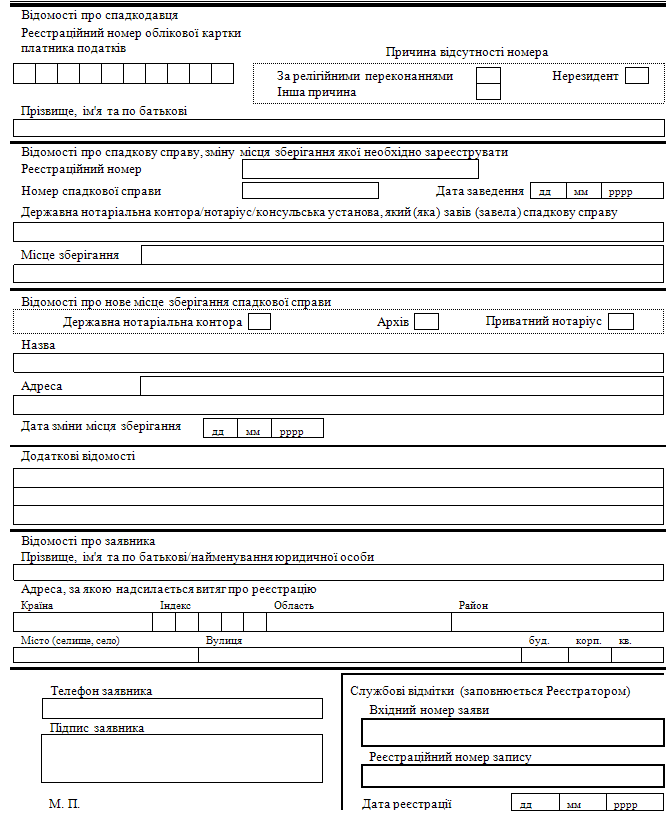 Відомості про спадкодавця
Реєстраційний номер облікової картки
платника податків
Причина відсутності номера
За релігійними переконаннями
Нерезидент
Інша причина
Прізвище, ім'я та по батькові
Відомості про спадкову справу, зміну місця зберігання якої необхідно зареєструвати
Реєстраційний номер
Номер спадкової справи
Дата заведення дд мм рррр
Державна нотаріальна контора/нотаріус/консульська установа, який (яка) завів (завела) спадкову справу
Місце зберігання
Відомості про нове місце зберігання спадкової справи
Державна нотаріальна контора Архів Приватний нотаріус
Назва
Адреса
Дата зміни місця зберігання дд мм рррр
Додаткові відомості
Відомості про заявника
Прізвище, ім'я та по батькові/найменування юридичної особи
Адреса, за якою надсилається витяг про реєстрацію
Країна Індекс Область Район
Місто (селище, село) Вулиця буд. корп. кв.
Телефон заявника
Підпис заявника
М. П.
Службові відмітки (заповнюється Реєстратором)
Вхідний номер заяви
Реєстраційний номер запису
Дата реєстрації дд мм рррр